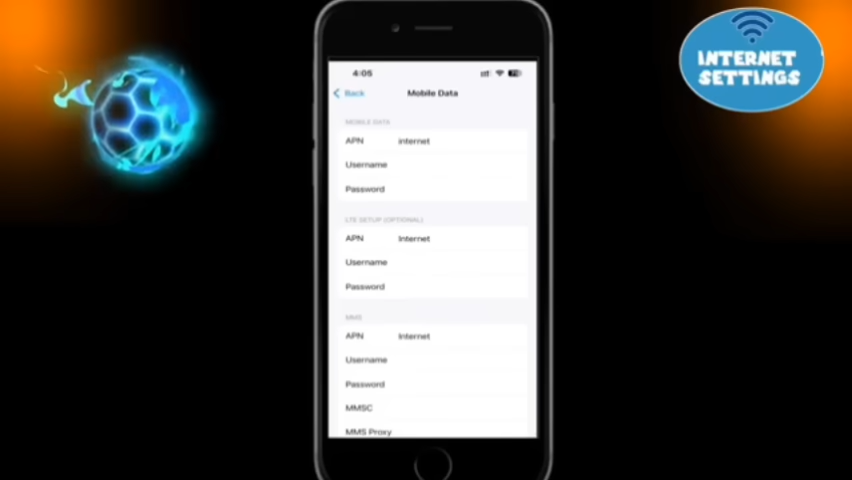 INTERNET
SETTINGS
4:05
Back
Mobile Data
MOBILE DATA
APN Internet
Username
Password
LTE SETUP (OPTIONAL)
APN Internet
Username
Password
MMS
APN Internet
Username
Password
MMSC
MMS Proxy